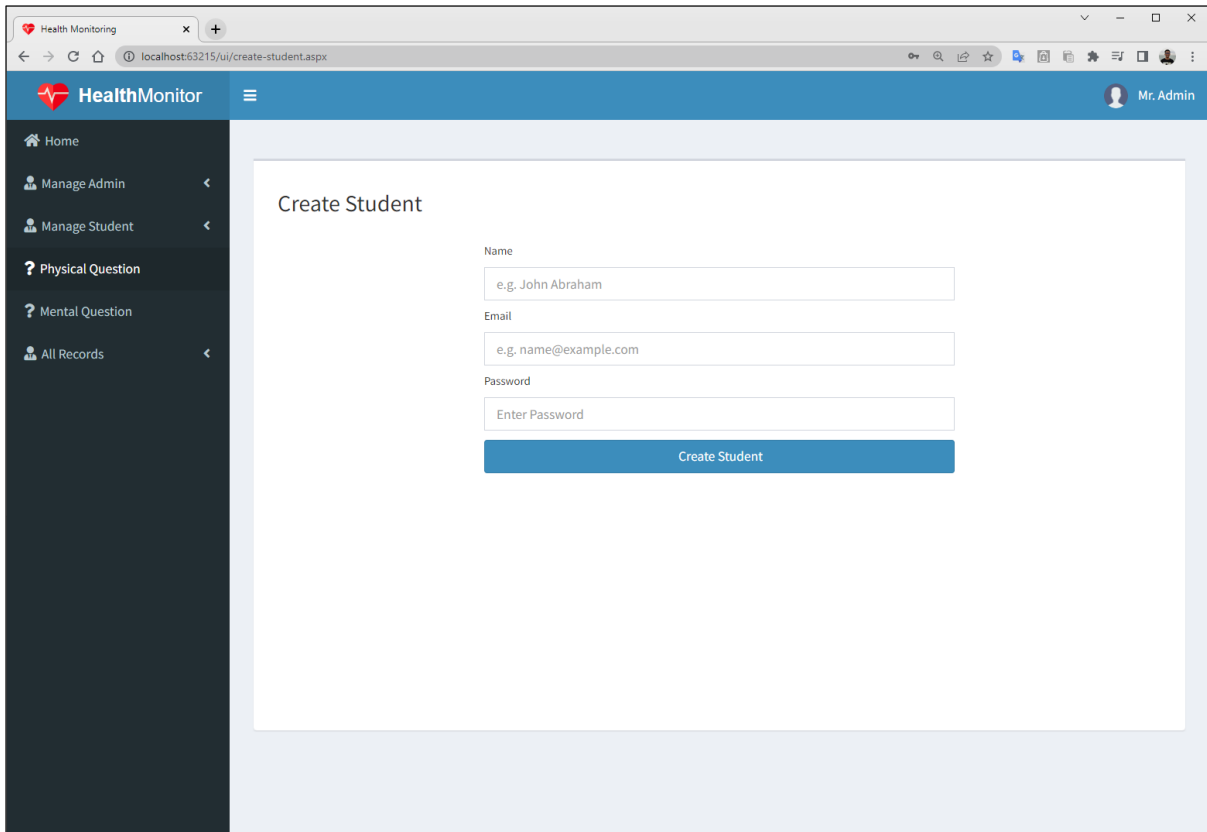 Health Monitoring
localhost:63215/ui/create-student.aspx
HealthMonitor
Mr. Admin
Home
Manage Admin
Manage Student
Physical Question
Mental Question
All Records
Create Student
Name
e.g. John Abraham
Email
e.g. name@example.com
Password
Enter Password
Create Student